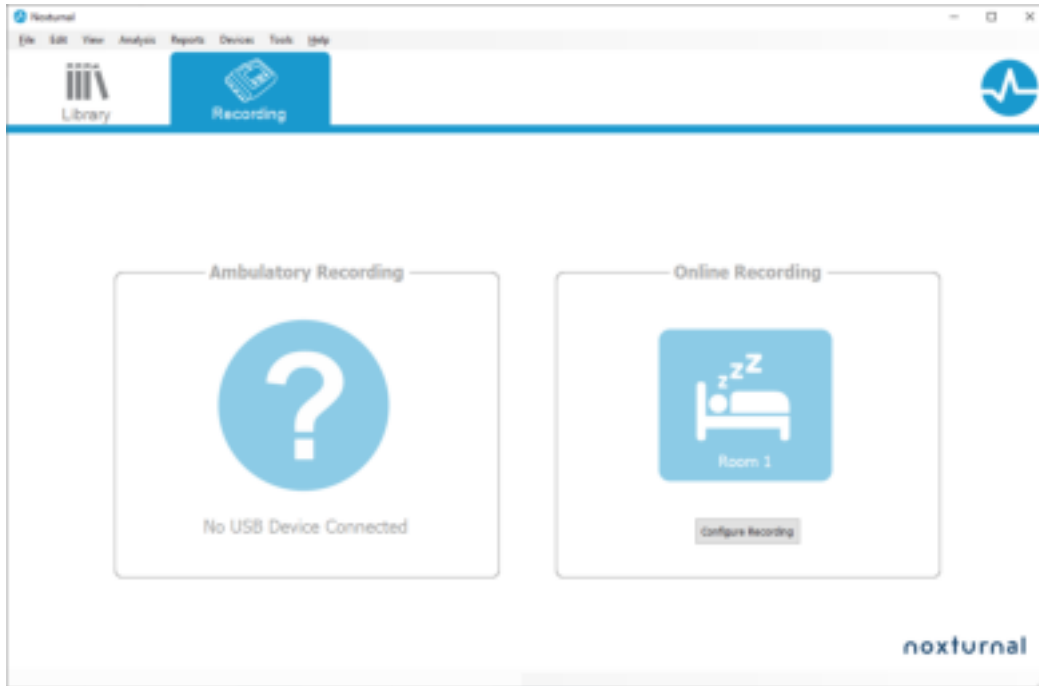 Noxturnal
File Edit View Analysis Reports Devices Tools Help
Library
Recording
Ambulatory Recording
?
No USB Device Connected
Online Recording
zzZ
Room 1
Configure Recording
noxturnal